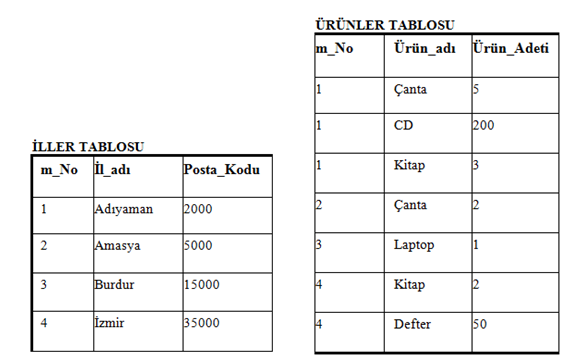 İLLER TABLOSU
m_No İl_adı Posta_Kodu
1 Adıyaman 2000
2 Amasya 5000
3 Burdur 15000
4 İzmir 35000
ÜRÜNLER TABLOSU
m_No Ürün_adı Ürün_Adeti
1 Çanta 5
1 CD 200
1 Kitap 3
2 Çanta 2
3 Laptop 1
4 Kitap 2
4 Defter 50